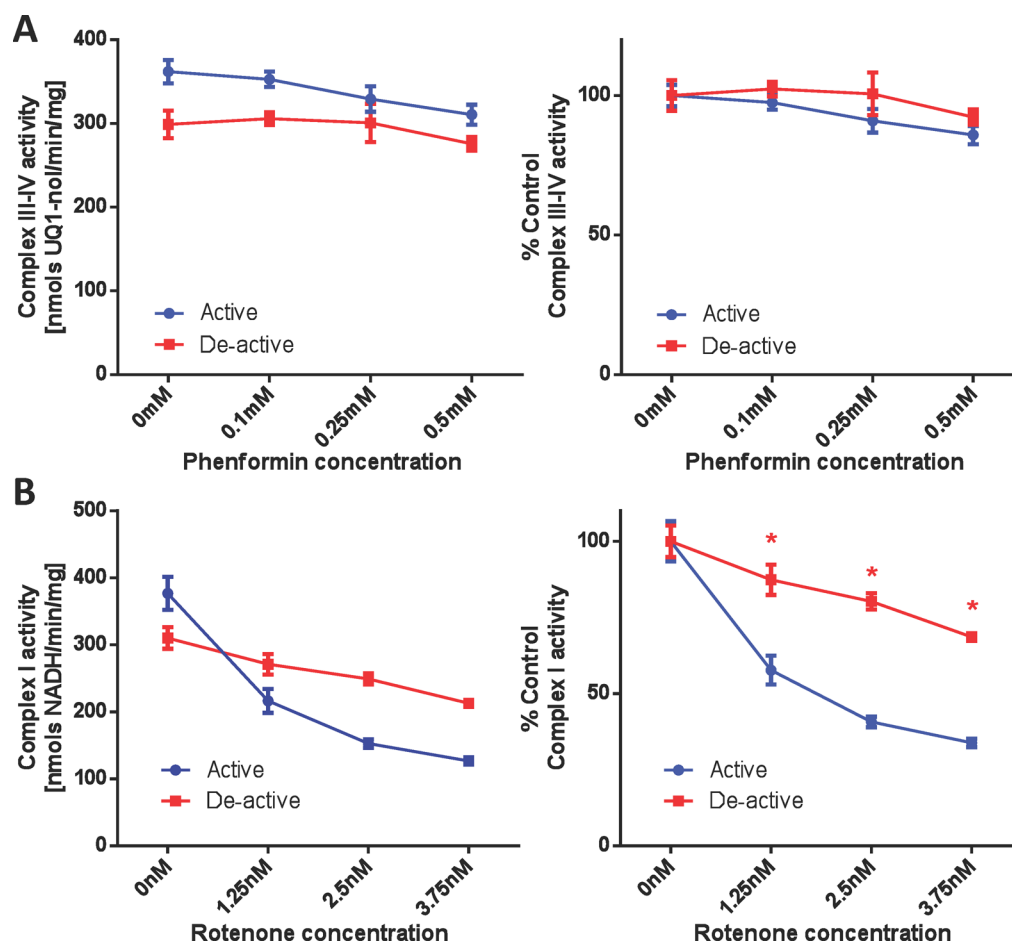 A
Complex III-IV activity
[nmols UQ1-nol/min/mg]
400
300
200
100
0
Active
De-active
0mM
0.1mM
0.25mM
0.5mM
Phenformin concentration
% Control
Complex III-IV activity
100
50
0
Active
De-active
0mM
0.1mM
0.25mM
0.5mM
Phenformin concentration
B
Complex I activity
[nmols NADH/min/mg]
500
400
300
200
100
0
Active
De-active
0nM
1.25nM
2.5nM
3.75nM
Rotenone concentration
% Control
Complex I activity
100
50
0
*
*
*
Active
De-active
0nM
1.25nM
2.5nM
3.75nM
Rotenone concentration